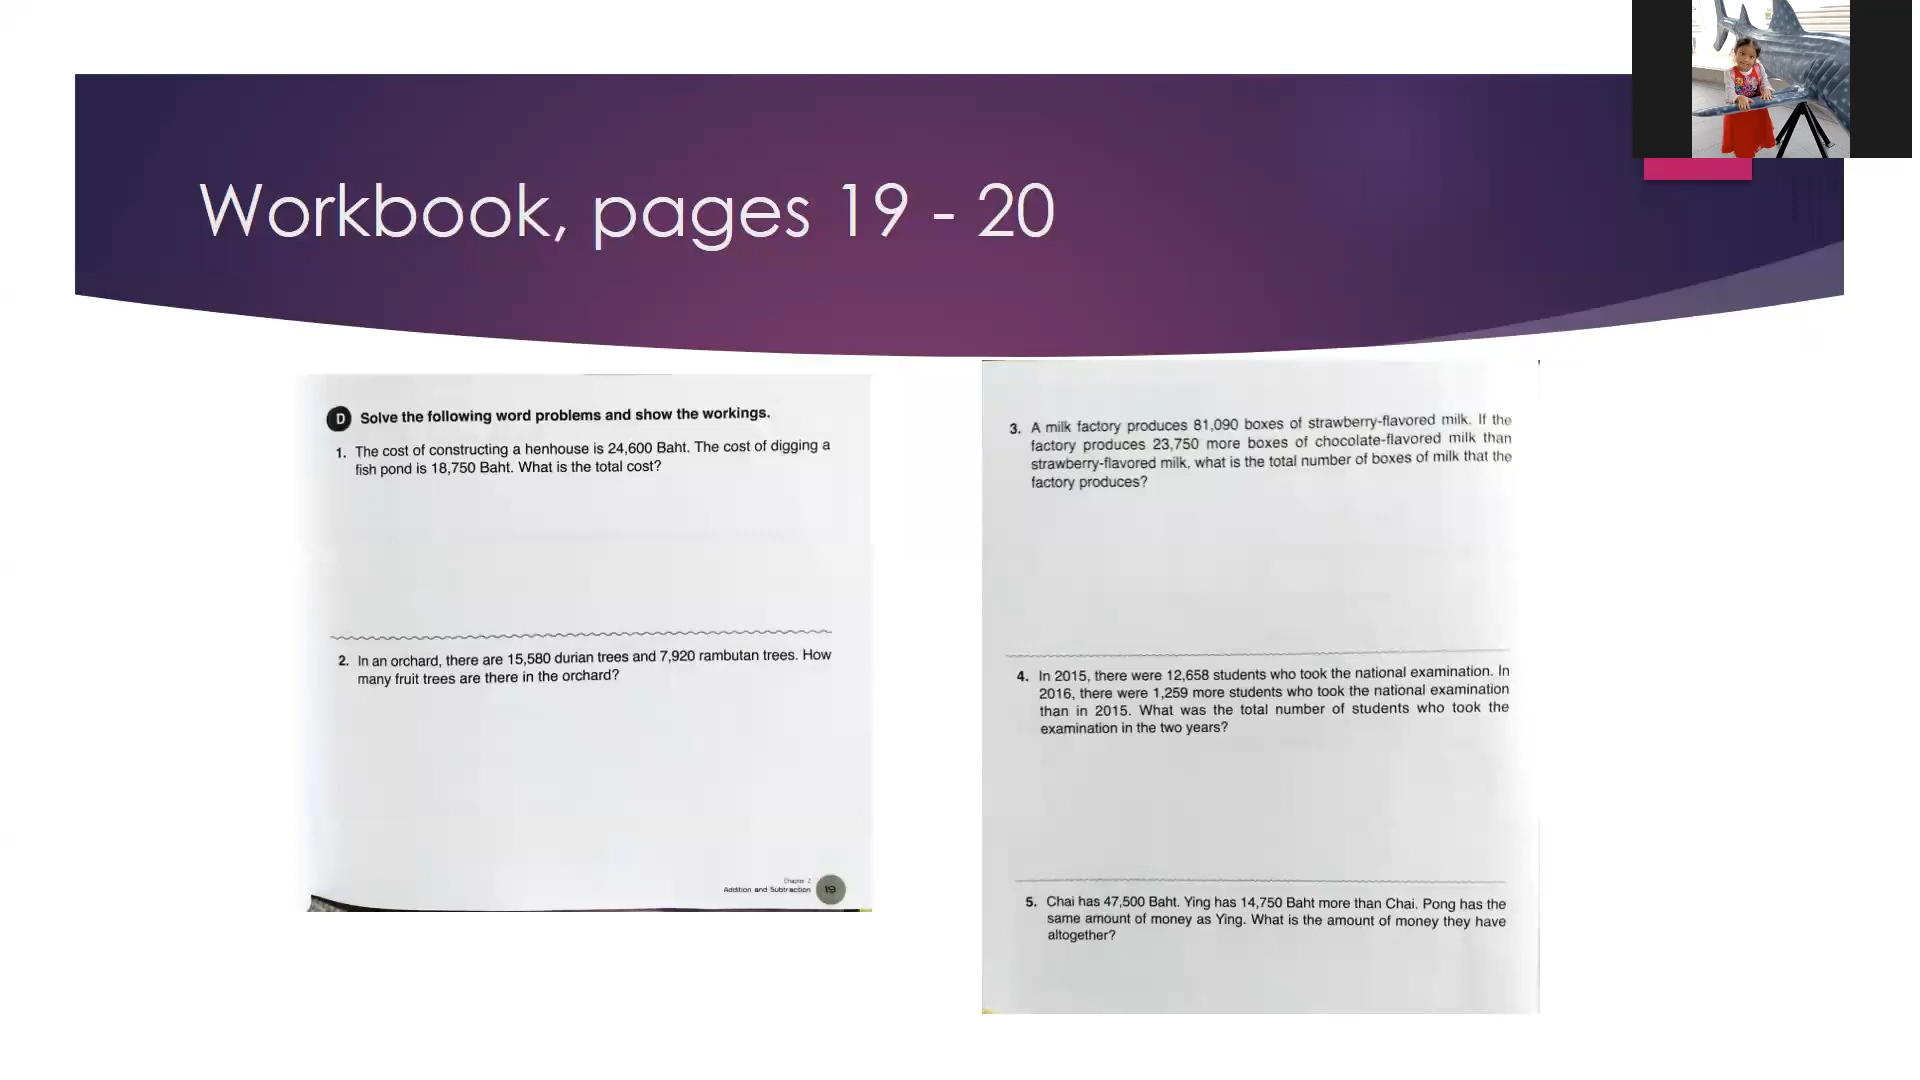 Workbook, pages 19 - 20
D Solve the following word problems and show the workings.
1. The cost of constructing a henhouse is 24,600 Baht. The cost of digging a
fish pond is 18,750 Baht. What is the total cost?
2. In an orchard, there are 15,580 durian trees and 7,920 rambutan trees. How
many fruit trees are there in the orchard?
Chapter 2
Addition and Subtraction 19
3. A milk factory produces 81,090 boxes of strawberry-flavored milk. If the
factory produces 23,750 more boxes of chocolate-flavored milk than
strawberry-flavored milk, what is the total number of boxes of milk that the
factory produces?
4. In 2015, there were 12,658 students who took the national examination. In
2016, there were 1,259 more students who took the national examination
than in 2015. What was the total number of students who took the
examination in the two years?
5. Chai has 47,500 Baht. Ying has 14,750 Baht more than Chai. Pong has the
same amount of money as Ying. What is the amount of money they have
altogether?